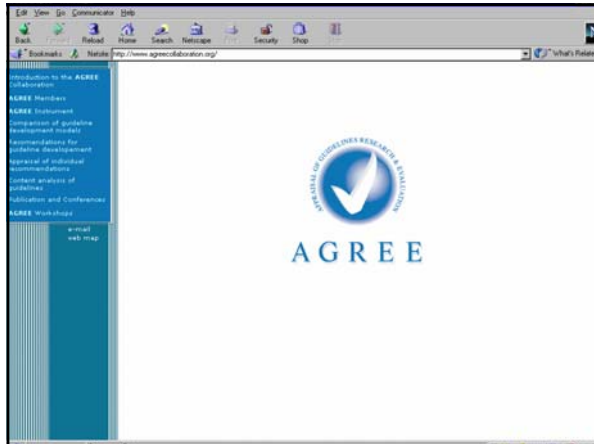 Edit View Go Communicator Help
Back Reload Home Search Netscape Security Shop
Bookmarks Netsite http://www.agreecollaboration.org/ What's Relate
Introduction to the AGREE
Collaboration
AGREE Members
AGREE Instrument
Comparison of guideline
development models
Recomendations for
guideline developement
Appraisal of individual
recommendations
Content analysis of
guidelines
Publication and Conferences
AGREE Workshops
e-mail
web map
APPRAISAL OF GUIDELINES RESEARCH & EVALUATION
AGREE